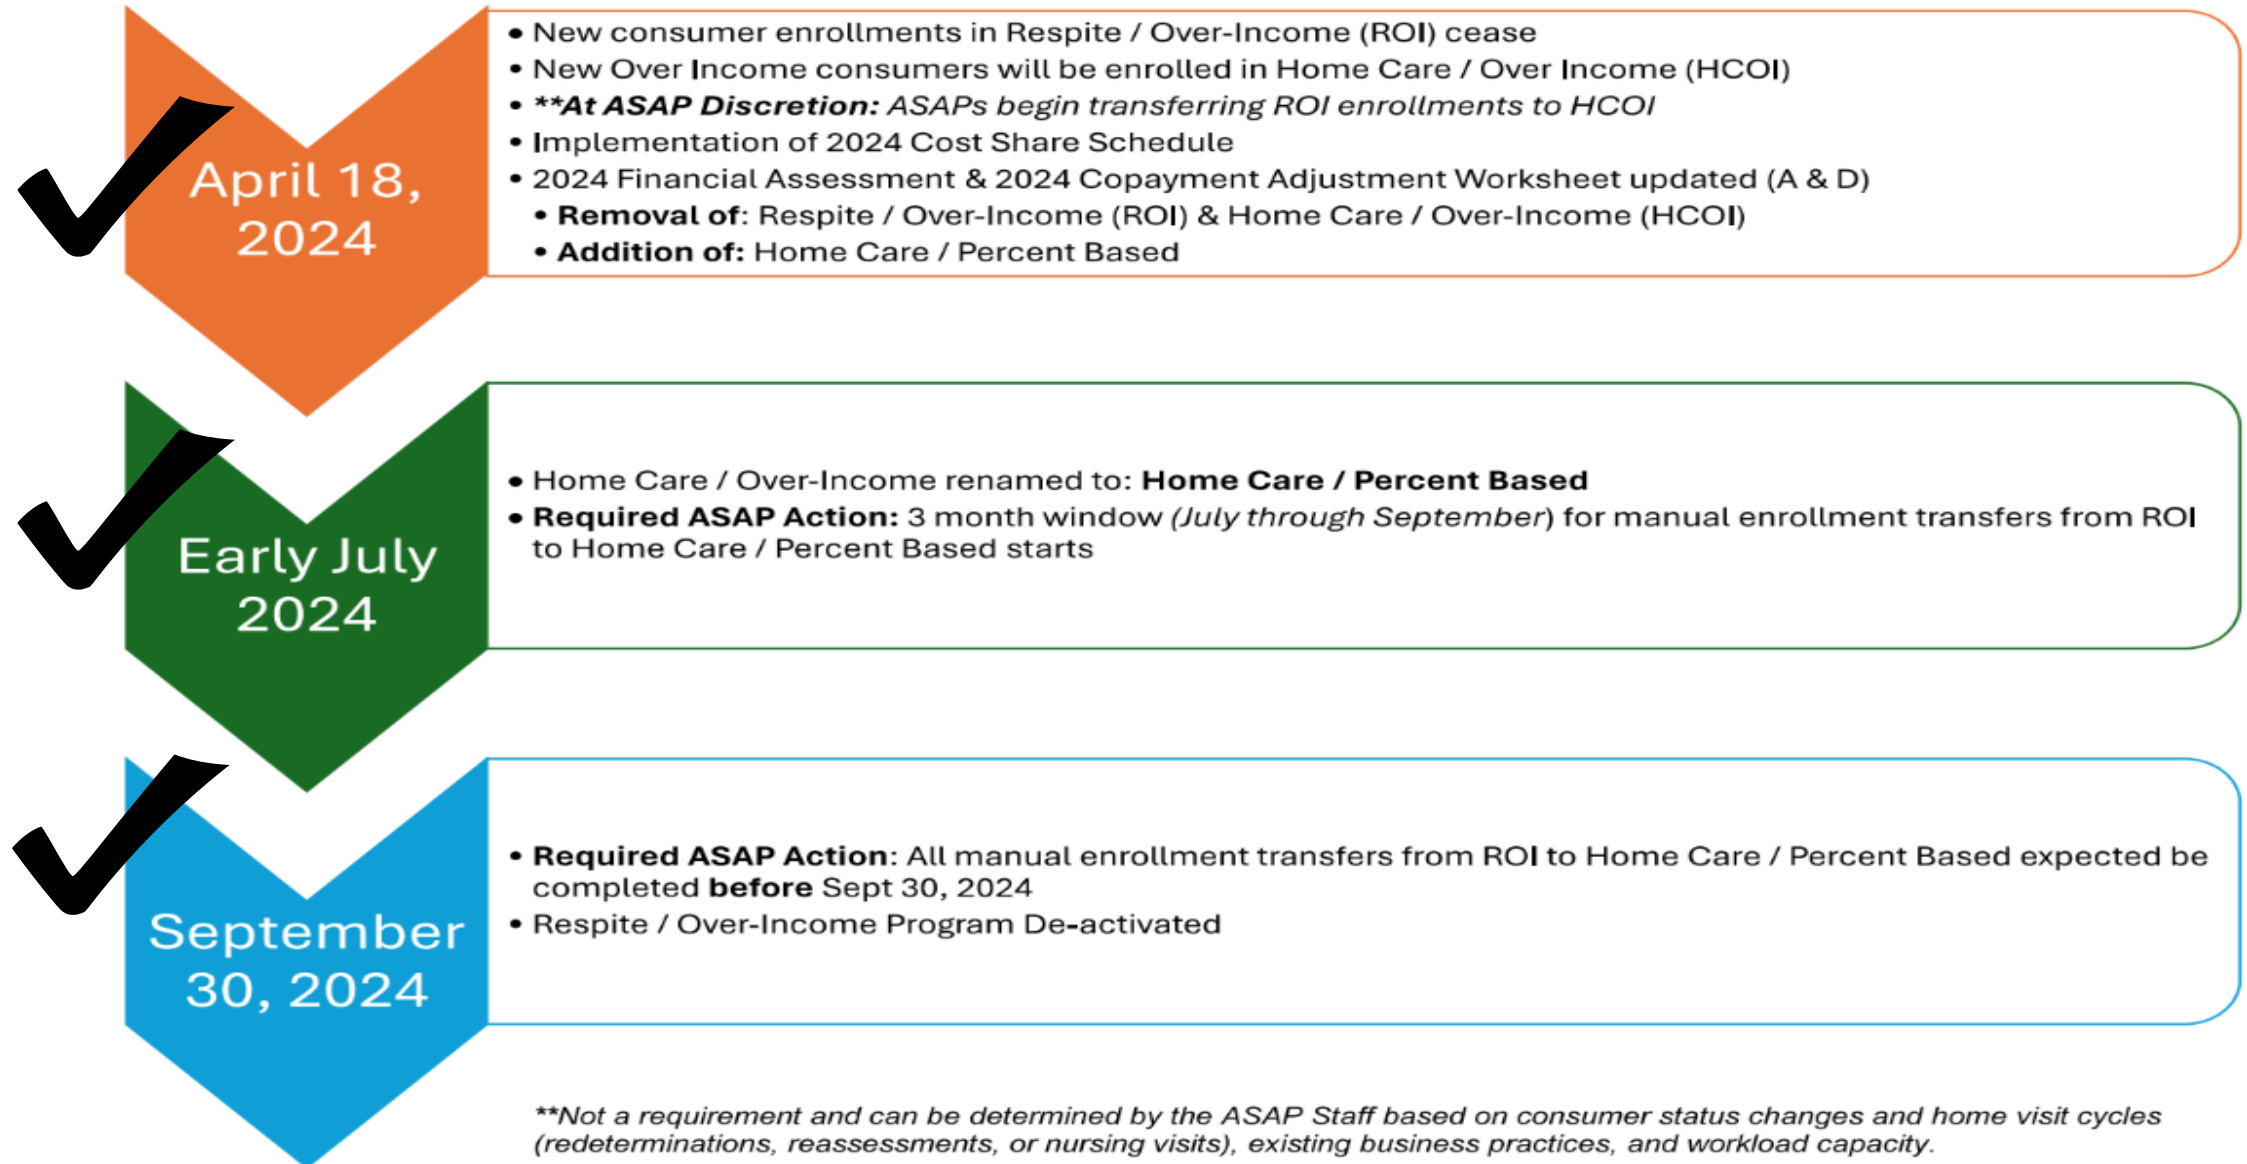 April 18,
2024
• New consumer enrollments in Respite / Over-Income (ROI) cease
• New Over Income consumers will be enrolled in Home Care / Over Income (HCOI)
• **At ASAP Discretion: ASAPs begin transferring ROI enrollments to HCOI
• Implementation of 2024 Cost Share Schedule
• 2024 Financial Assessment & 2024 Copayment Adjustment Worksheet updated (A & D)
• Removal of: Respite / Over-Income (ROI) & Home Care / Over-Income (HCOI)
• Addition of: Home Care / Percent Based
Early July
2024
• Home Care / Over-Income renamed to: Home Care / Percent Based
• Required ASAP Action: 3 month window (July through September) for manual enrollment transfers from ROI
to Home Care / Percent Based starts
September
30, 2024
• Required ASAP Action: All manual enrollment transfers from ROI to Home Care / Percent Based expected be
completed before Sept 30, 2024
• Respite / Over-Income Program De-activated
**Not a requirement and can be determined by the ASAP Staff based on consumer status changes and home visit cycles
(redeterminations, reassessments, or nursing visits), existing business practices, and workload capacity.